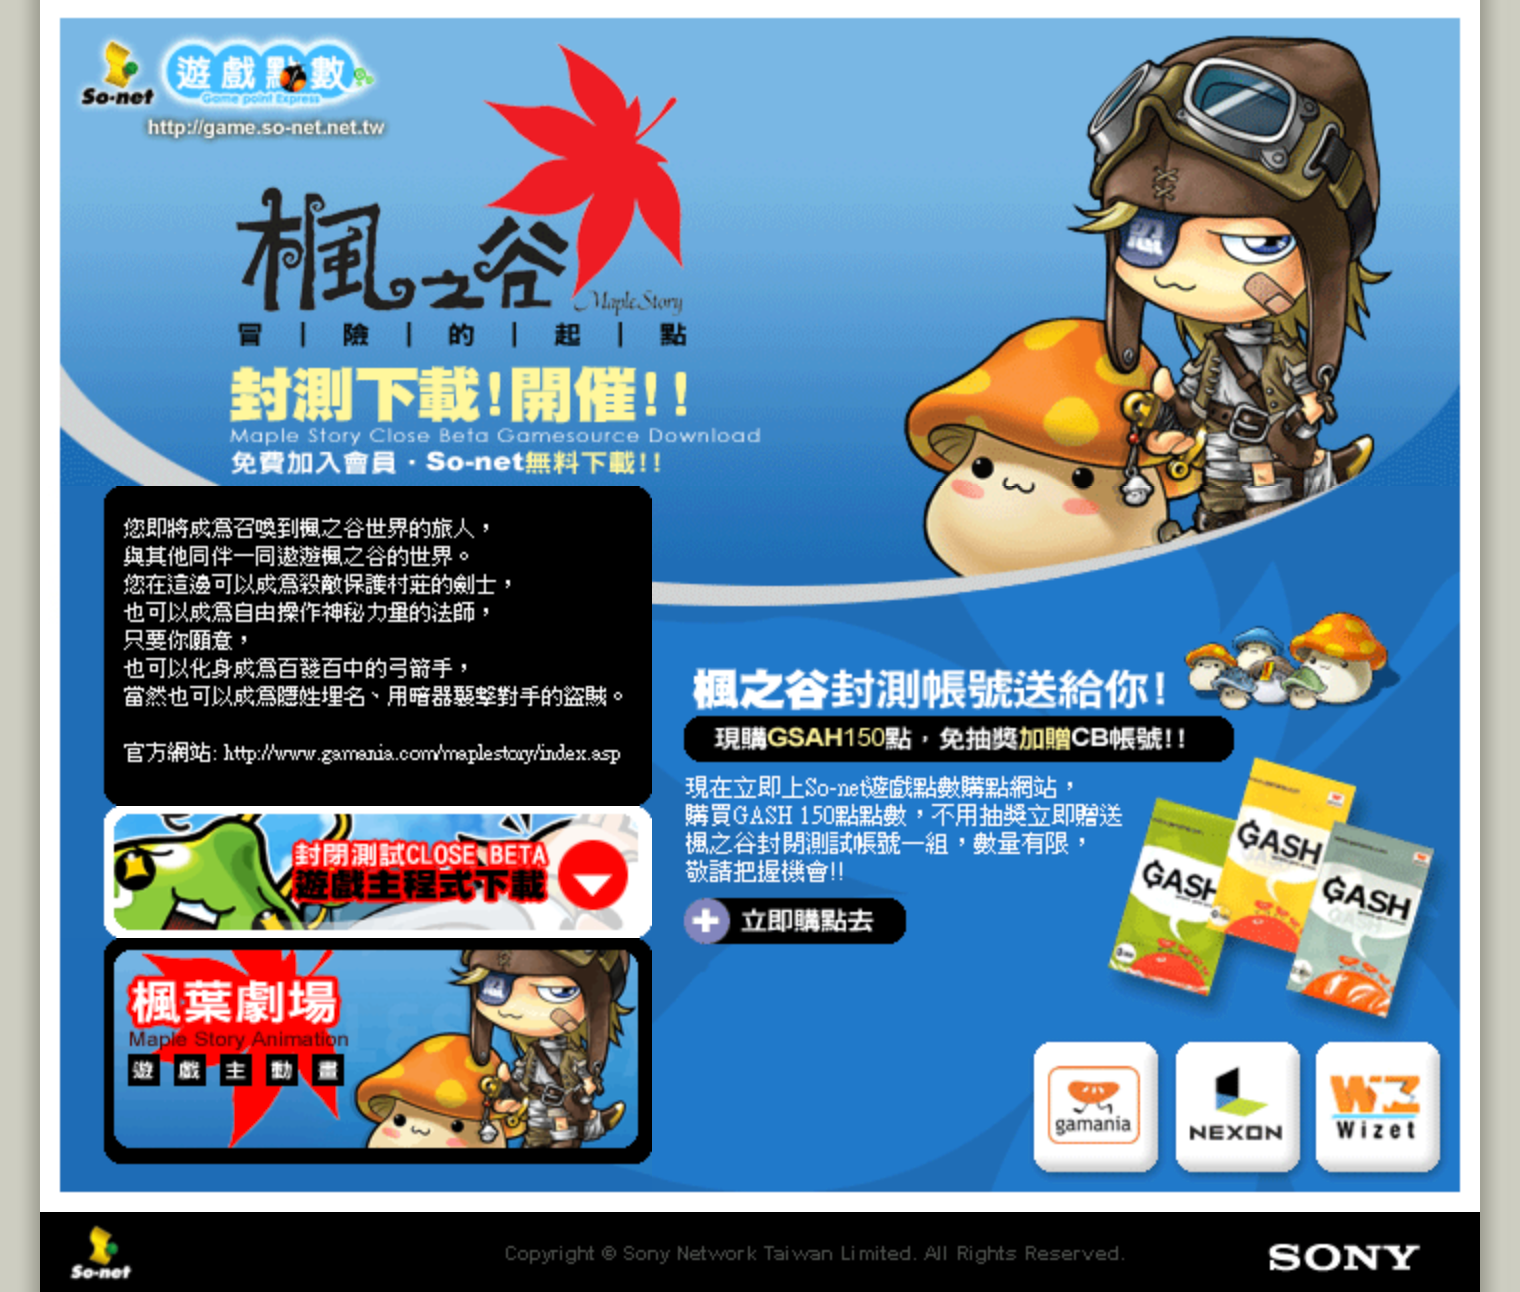 So-net
遊戲點數
Game point Express
http://game.so-net.net.tw
楓之谷
Maple Story
冒|險|的|起|點
封測下載!開催!!
Maple Story Close Beta Gamesource Download
免費加入會員·So-net無料下載!!
您即將成為召喚到楓之谷世界的旅人，
與其他同伴一同遨遊楓之谷的世界。
您在這邊可以成為殺敵保護村莊的劍士，
也可以成為自由操作神秘力量的法師，
只要你願意，
也可以化身成為百發百中的弓箭手，
當然也可以成為隱姓埋名、用暗器襲擊對手的盜賊。
官方網站: http://www.gamania.com/maplestory/index.asp
封閉測試CLOSE BETA
遊戲主程式下載
楓葉劇場
Maple Story Animation
遊戲主動畫
楓之谷封測帳號送給你!
現購GSAH150點，免抽獎加贈CB帳號!!
現在立即上So-net遊戲點數購點網站，
購買GASH 150點點數，不用抽獎立即贈送
楓之谷封閉測試帳號一組，數量有限，
敬請把握機會!!
立即購點去
GASH
GASH
GASH
gamania
NEXON
Wizet
So-net
Copyright © Sony Network Taiwan Limited. All Rights Reserved.
SONY